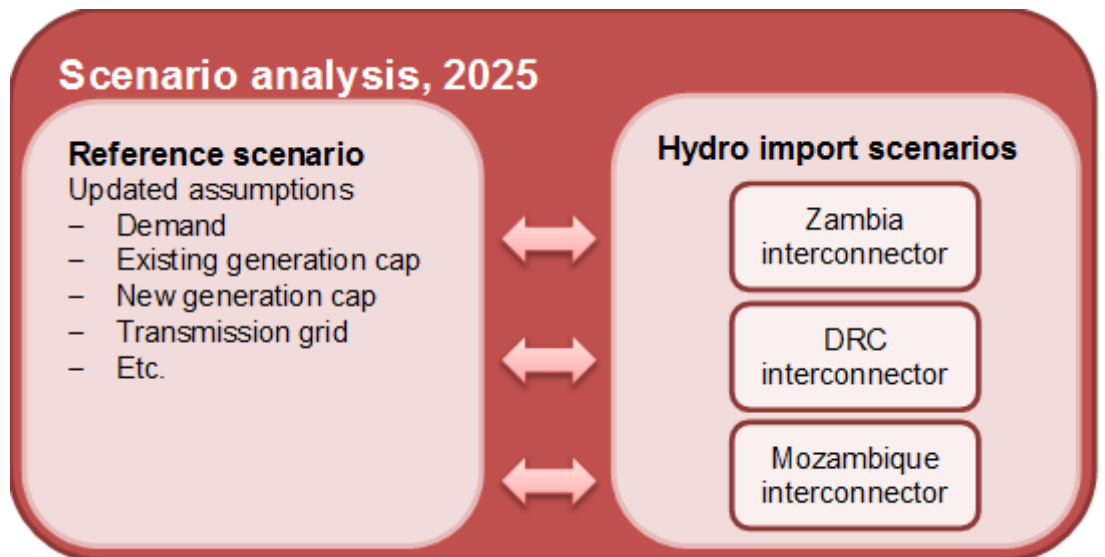 Scenario analysis, 2025
Reference scenario
Updated assumptions
– Demand
– Existing generation cap
– New generation cap
– Transmission grid
– Etc.
Hydro import scenarios
Zambia
interconnector
DRC
interconnector
Mozambique
interconnector